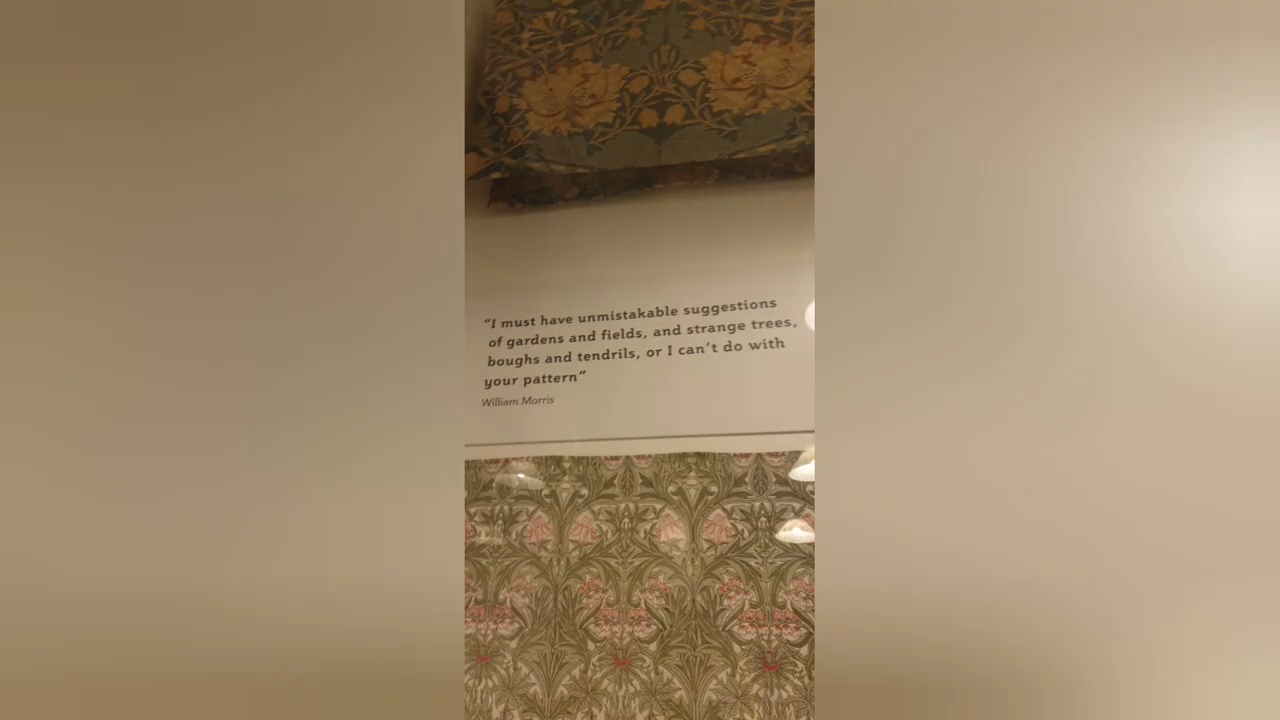 “I must have unmistakable suggestions
of gardens and fields, and strange trees,
boughs and tendrils, or I can’t do with
your pattern”
William Morris